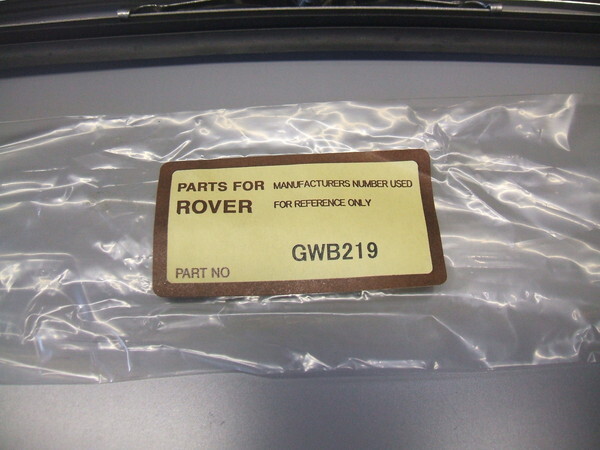 PARTS FOR MANUFACTURERS NUMBER USED
ROVER FOR REFERENCE ONLY
GWB219
PART NO